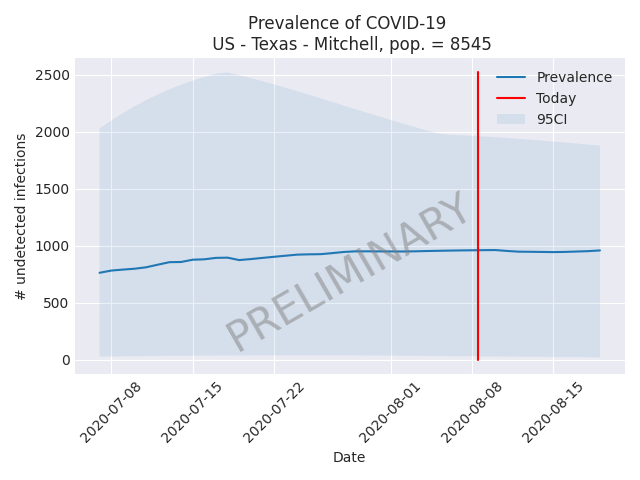 Prevalence of COVID-19
US - Texas - Mitchell, pop. = 8545
# undetected infections
2500
2000
1500
1000
500
0
Prevalence
Today
95CI
PRELIMINARY
2020-07-08
2020-07-15
2020-07-22
2020-08-01
2020-08-08
2020-08-15
Date